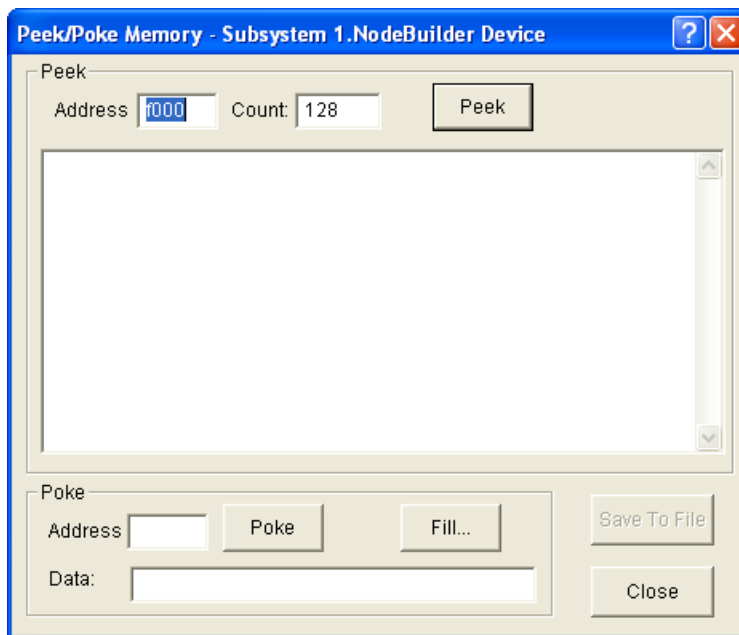 Peek/Poke Memory - Subsystem 1.NodeBuilder Device
Peek
Address f000 Count: 128 Peek
Poke
Address Poke Fill... Save To File
Data: Close